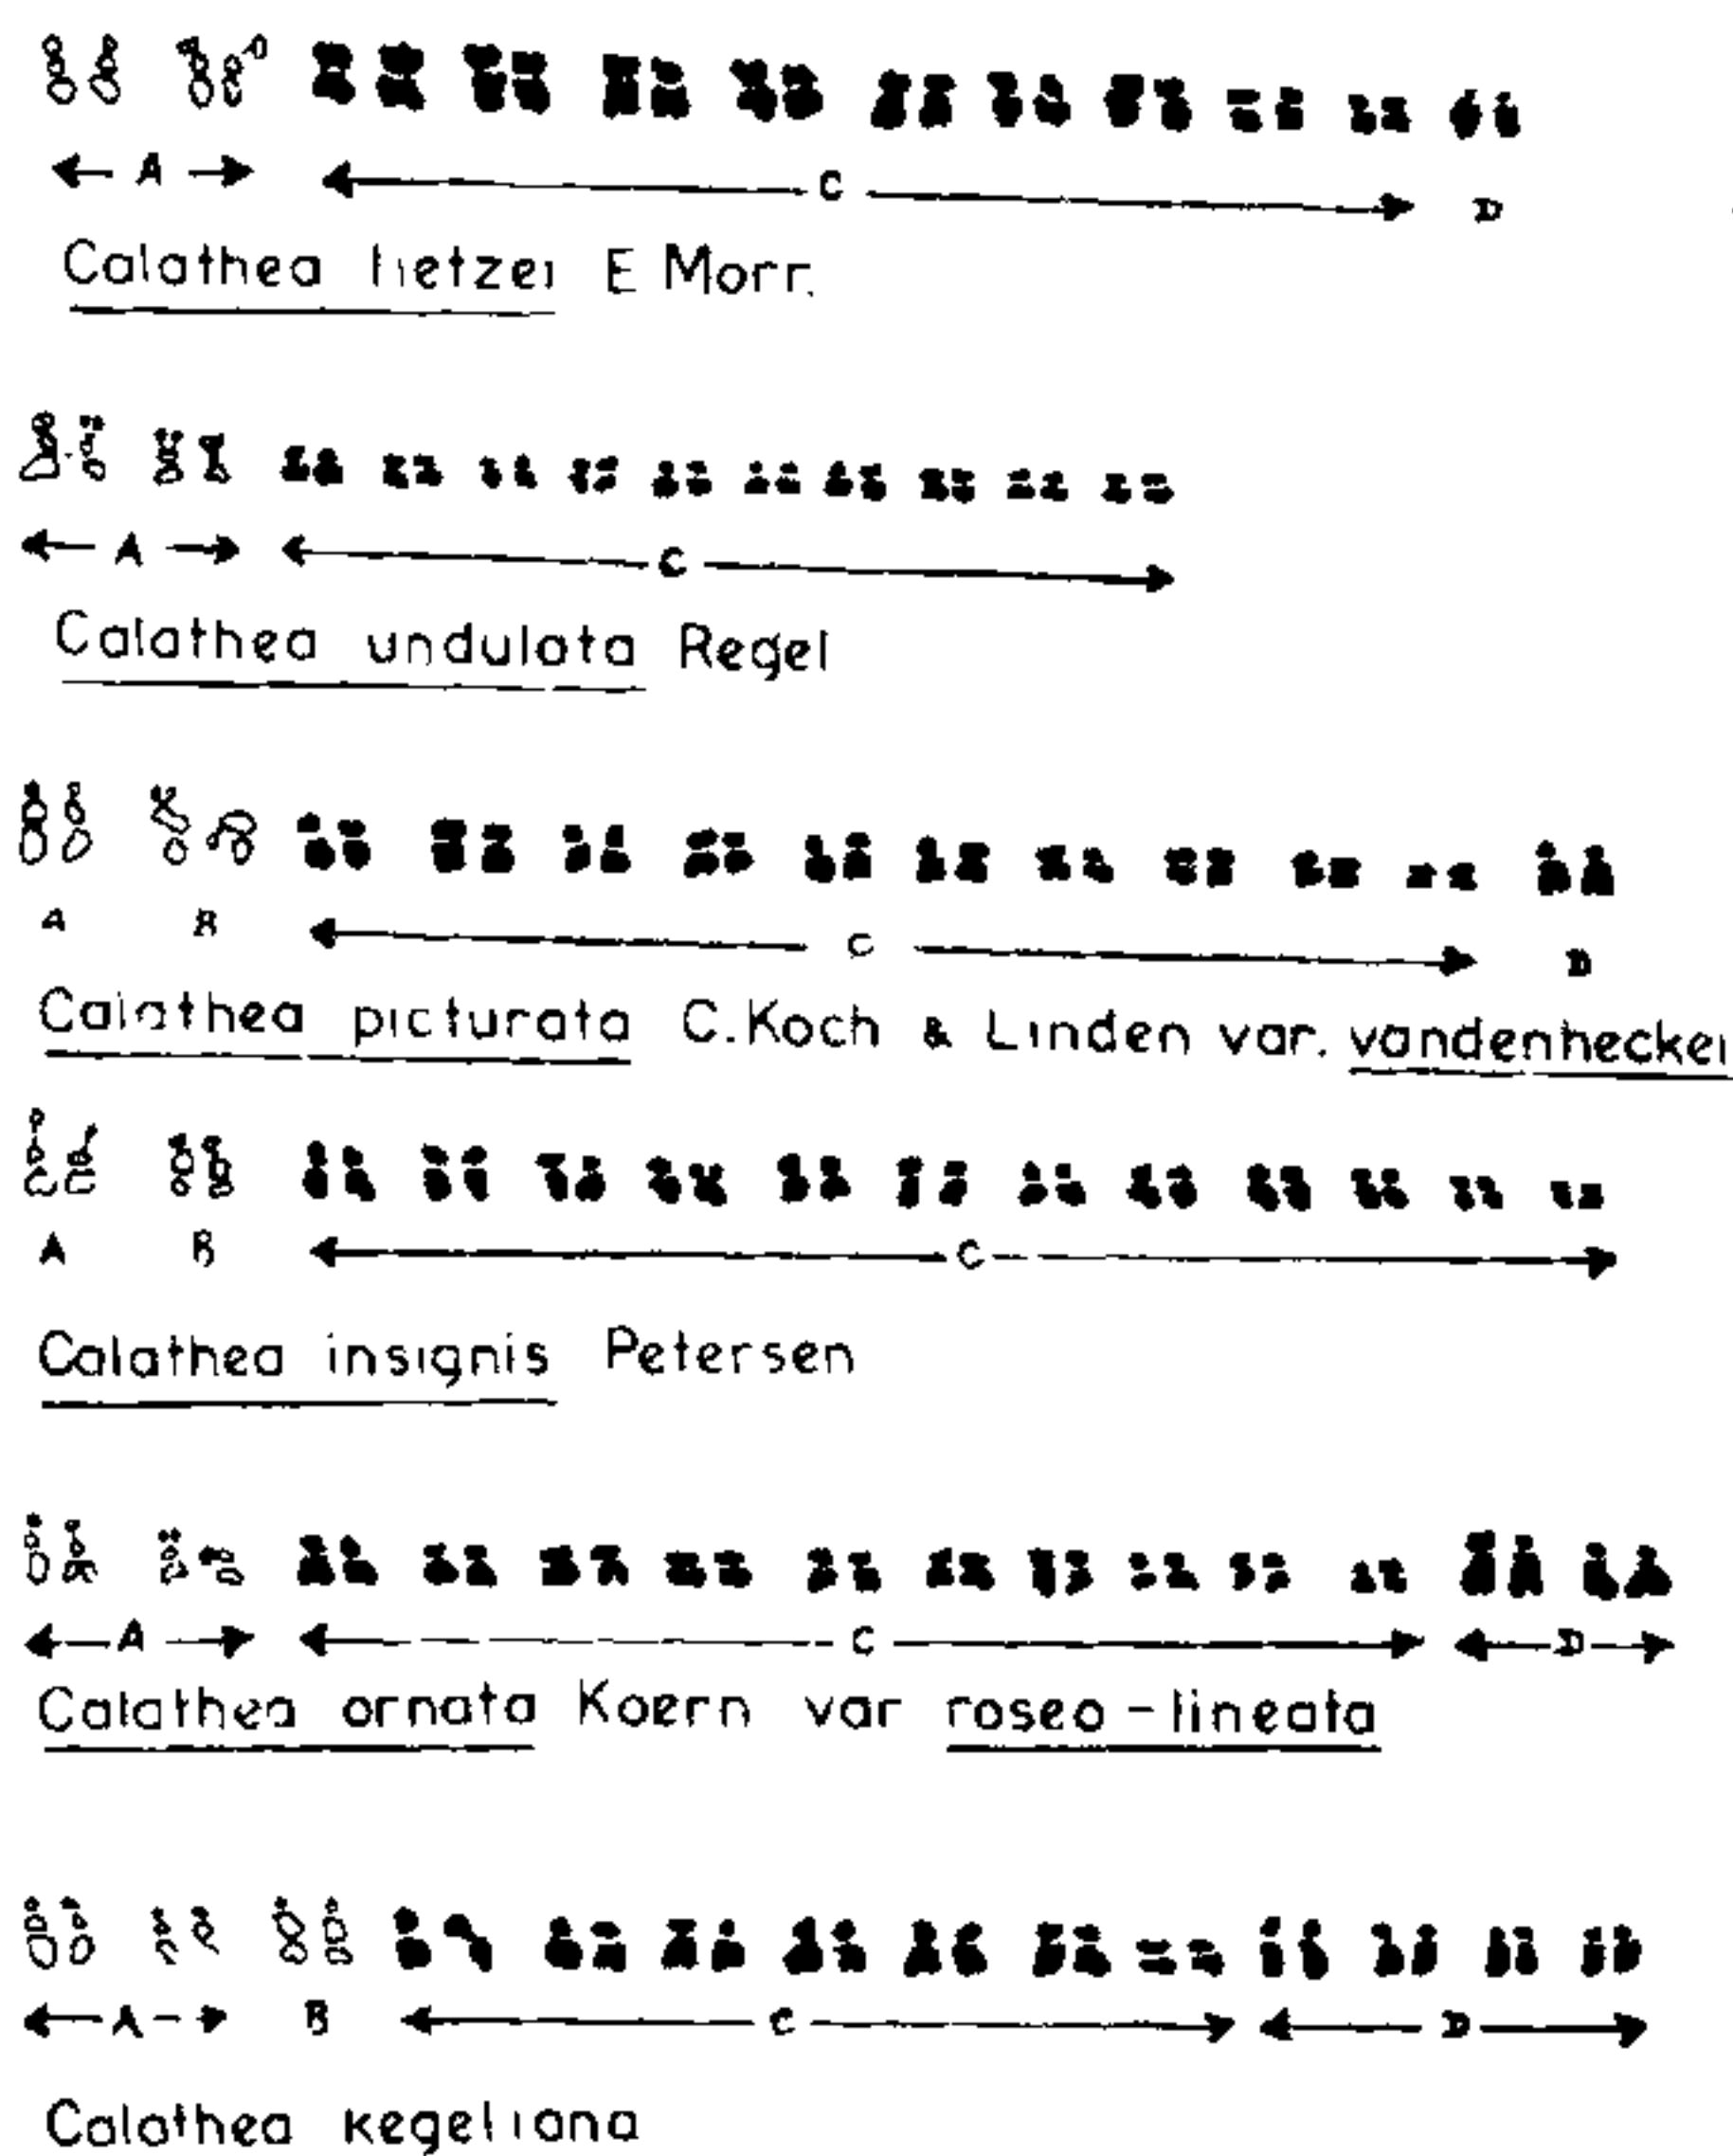 A C D
Calathea lietzei E Morr.
A C
Calathea undulata Regel
A B C D
Calathea picturata C. Koch & Linden var. vandenheckei
A B C
Calathea insignis Petersen
A C D
Calathea ornata Koern var roseo - lineata
A B C D
Calathea kegeliana